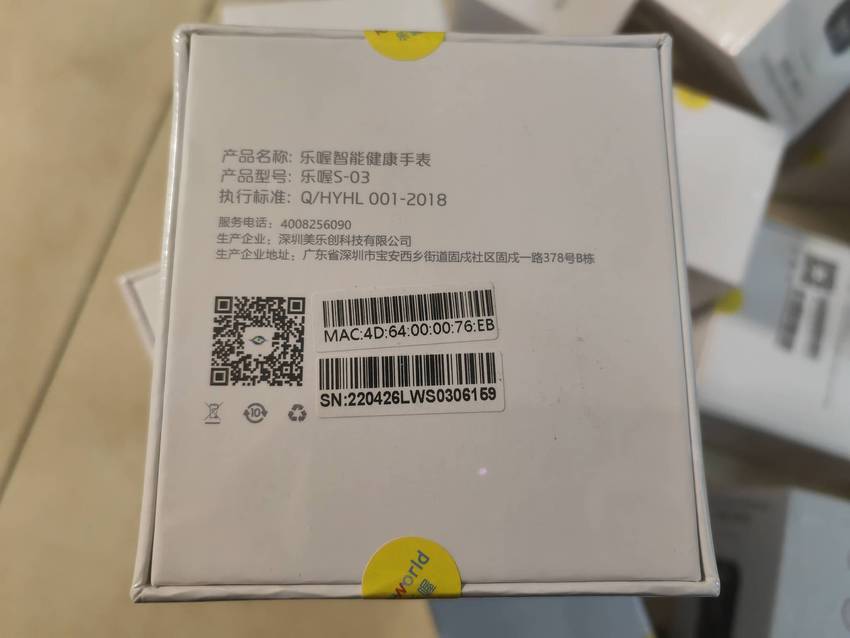 产品名称: 乐喔智能健康手表
产品型号: 乐喔S-03
执行标准: Q/HYHL 001-2018
服务电话: 4008256090
生产企业: 深圳美乐创科技有限公司
生产企业地址: 广东省深圳市宝安西乡街道固戍社区固戍一路378号B栋
MAC:4D:64:00:00:76:EB
SN:220426LWS0306159
10
world
喔